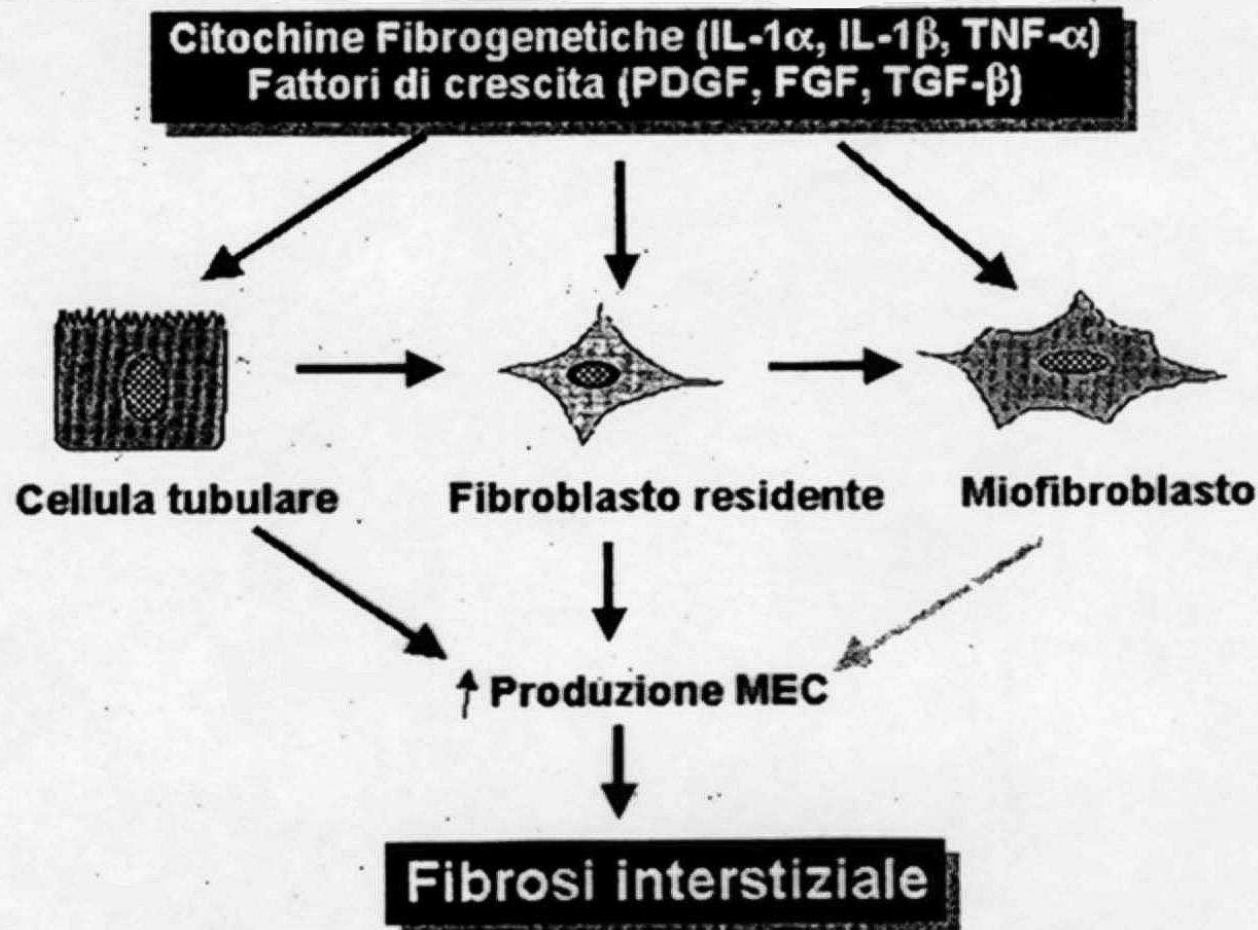 Citochine Fibrogenetiche (IL-1α, IL-1β, TNF-α)
Fattori di crescita (PDGF, FGF, TGF-β)
Cellula tubulare
Fibroblasto residente
Miofibroblasto
↑ Produzione MEC
Fibrosi interstiziale